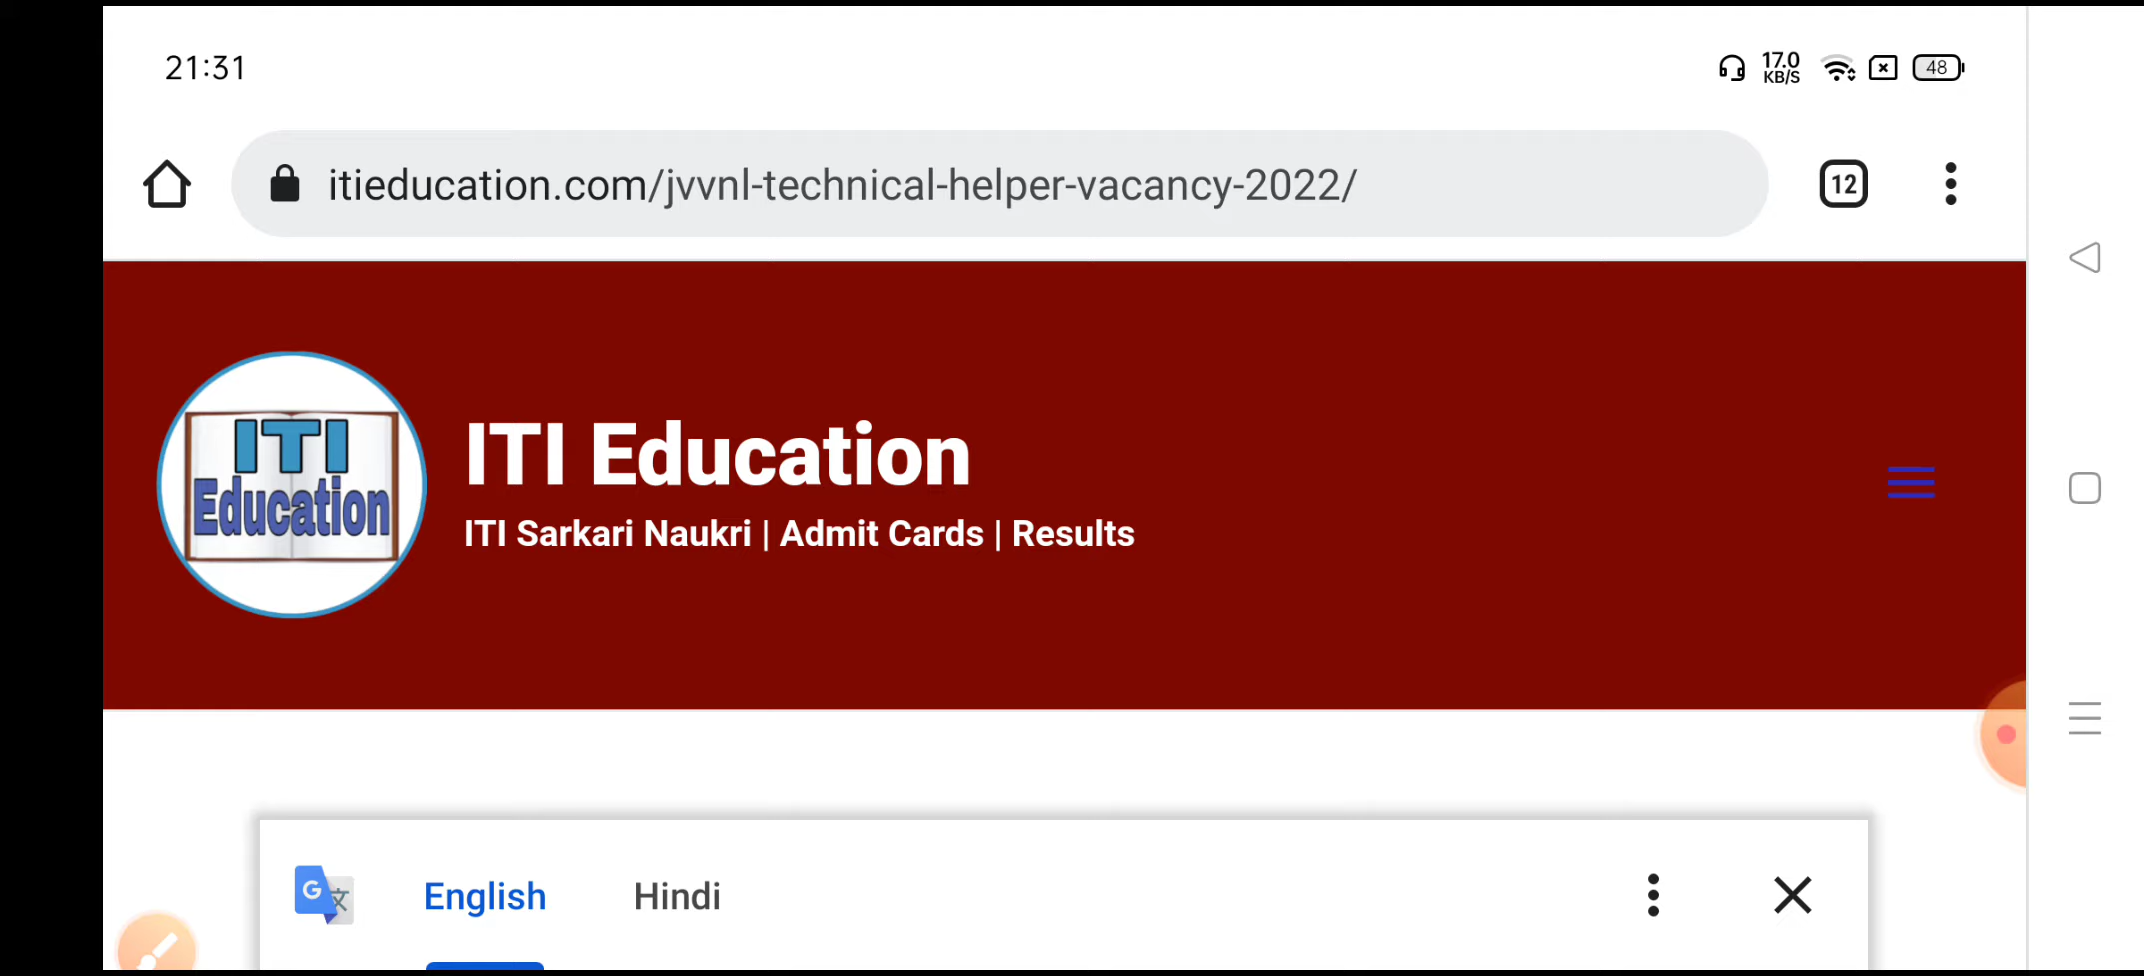 21:31
17.0
KB/S
48
itieducation.com/jvvnl-technical-helper-vacancy-2022/
12
ITI
Education
ITI Education
ITI Sarkari Naukri | Admit Cards | Results
G 文
English
Hindi